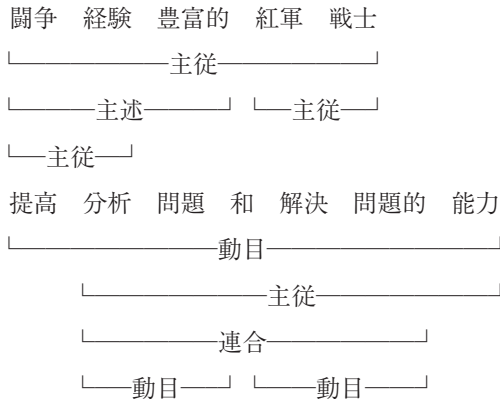 闘争　経験　豊富的　紅軍　戦士
└──────主従──────┘
└───主述───┘└─主従─┘
└─主従─┘
提高　分析　問題　和　解決　問題的　能力
└────────動目────────┘
└──────主従──────┘
└────連合────┘
└─動目─┘└─動目─┘